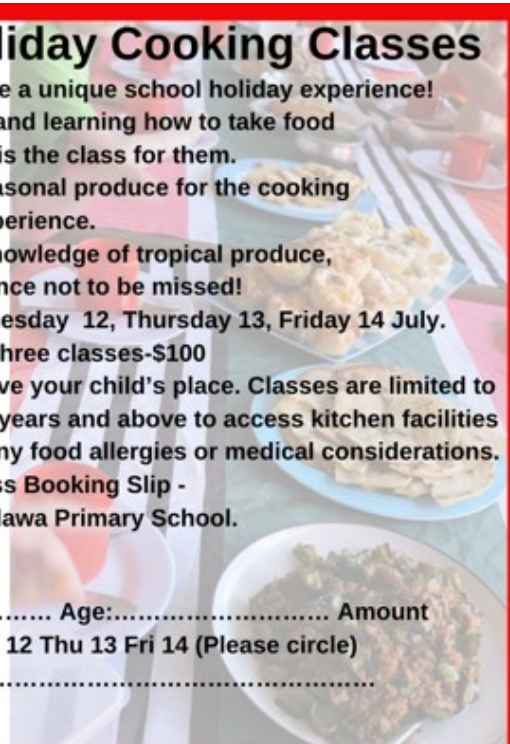 liday Cooking Classes
e a unique school holiday experience!
and learning how to take food
is the class for them.
asonal produce for the cooking
perience.
nowledge of tropical produce,
nce not to be missed!
esday  12, Thursday 13, Friday 14 July.
hree classes-$100
ve your child’s place. Classes are limited to
years and above to access kitchen facilities
ny food allergies or medical considerations.
ss Booking Slip -
lawa Primary School.
…… Age:………………………… Amount
12 Thu 13 Fri 14 (Please circle)
………………………………………………